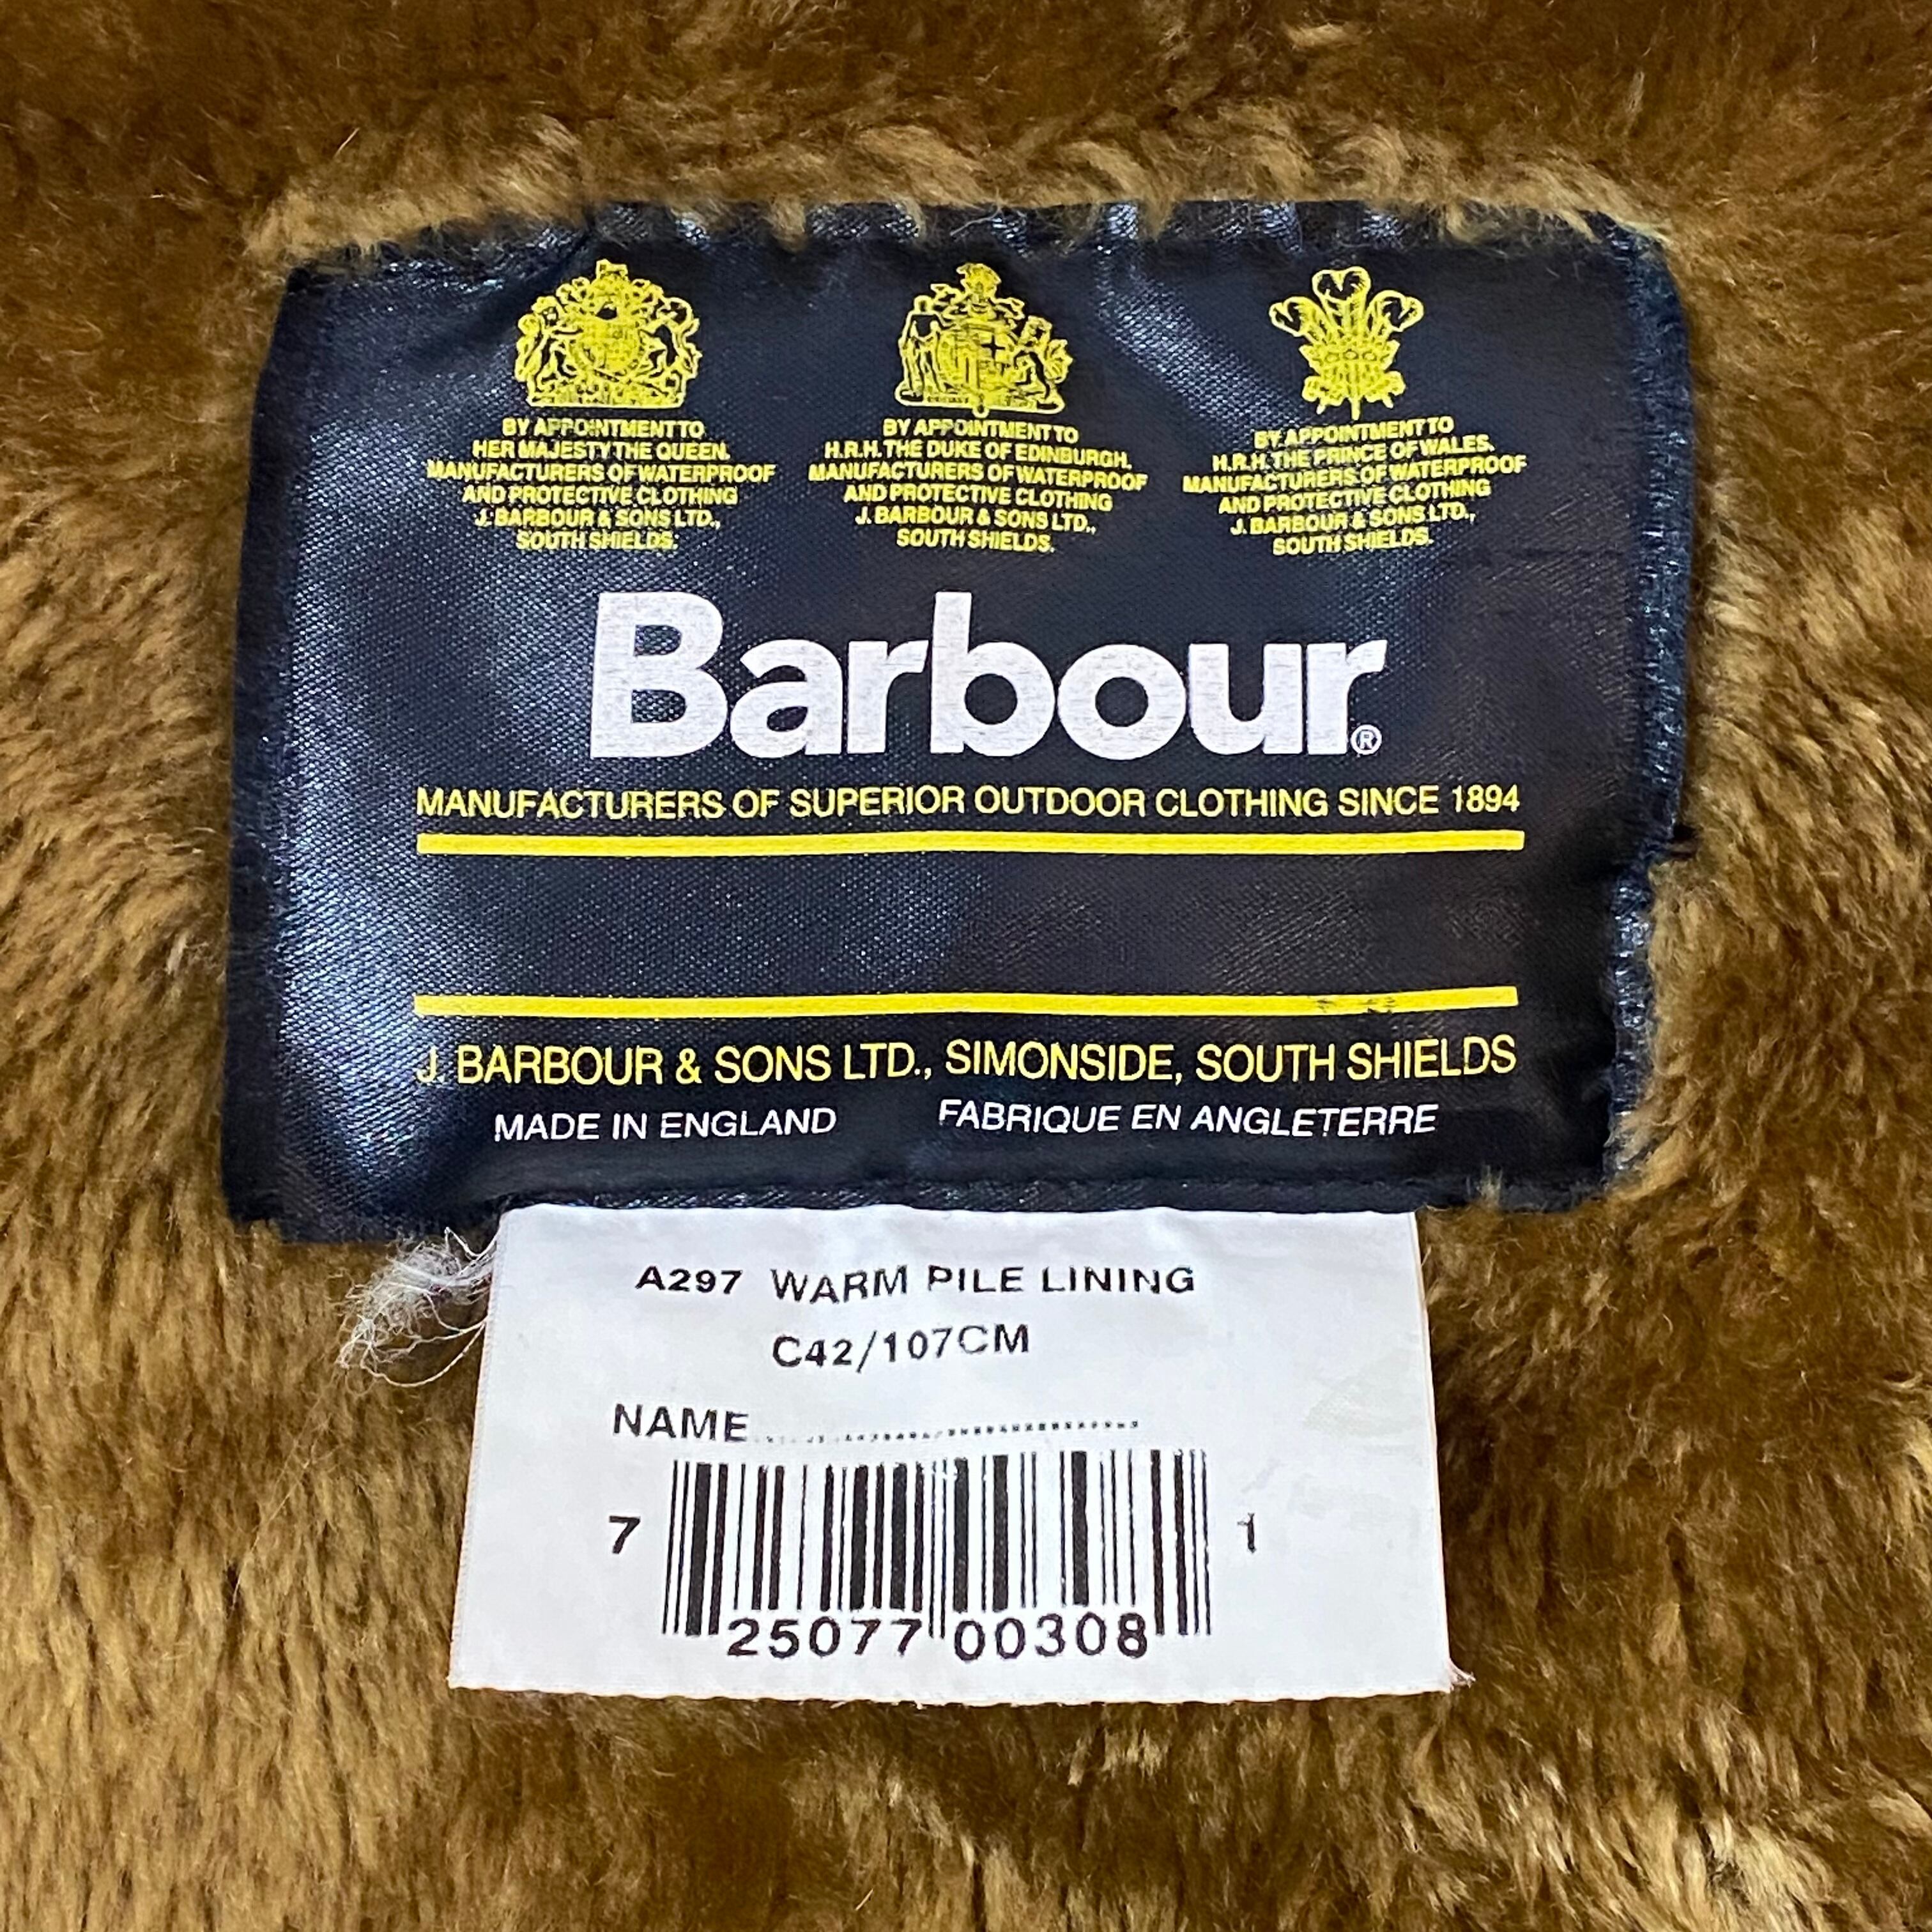 BY APPOINTMENT TO
HER MAJESTY THE QUEEN.
MANUFACTURERS OF WATERPROOF
AND PROTECTIVE CLOTHING
J. BARBOUR & SONS LTD.,
SOUTH SHIELDS.
BY APPOINTMENT TO
H.R.H. THE DUKE OF EDINBURGH.
MANUFACTURERS OF WATERPROOF
AND PROTECTIVE CLOTHING
J. BARBOUR & SONS LTD.,
SOUTH SHIELDS.
BY APPOINTMENT TO
H.R.H. THE PRINCE OF WALES.
MANUFACTURERS OF WATERPROOF
AND PROTECTIVE CLOTHING
J. BARBOUR & SONS LTD.,
SOUTH SHIELDS.
Barbour®
MANUFACTURERS OF SUPERIOR OUTDOOR CLOTHING SINCE 1894
J. BARBOUR & SONS LTD., SIMONSIDE, SOUTH SHIELDS
MADE IN ENGLAND FABRIQUE EN ANGLETERRE
A297 WARM PILE LINING
C42/107CM
NAME
7 25077 00308 1